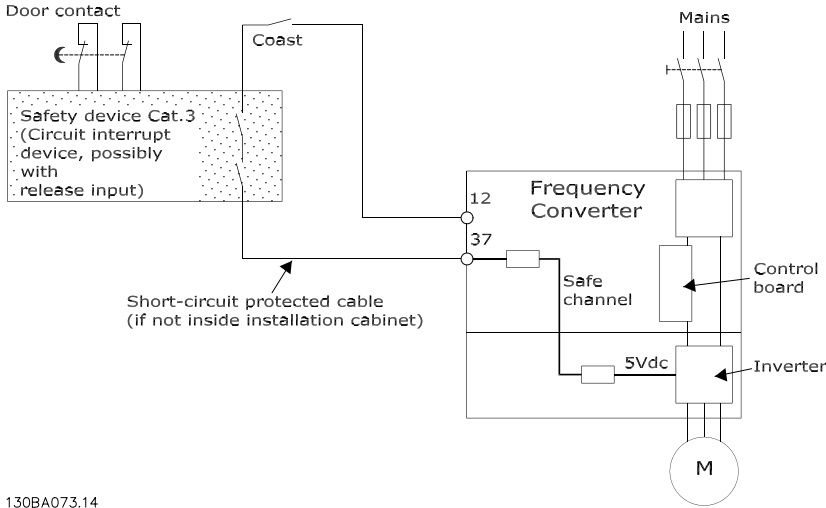 Door contact
Mains
Coast
Safety device Cat.3
(Circuit interrupt
device, possibly
with
release input)
12
Frequency
Converter
37
Safe
channel
Control
board
Short-circuit protected cable
(if not inside installation cabinet)
5Vdc
Inverter
M
130BA073.14